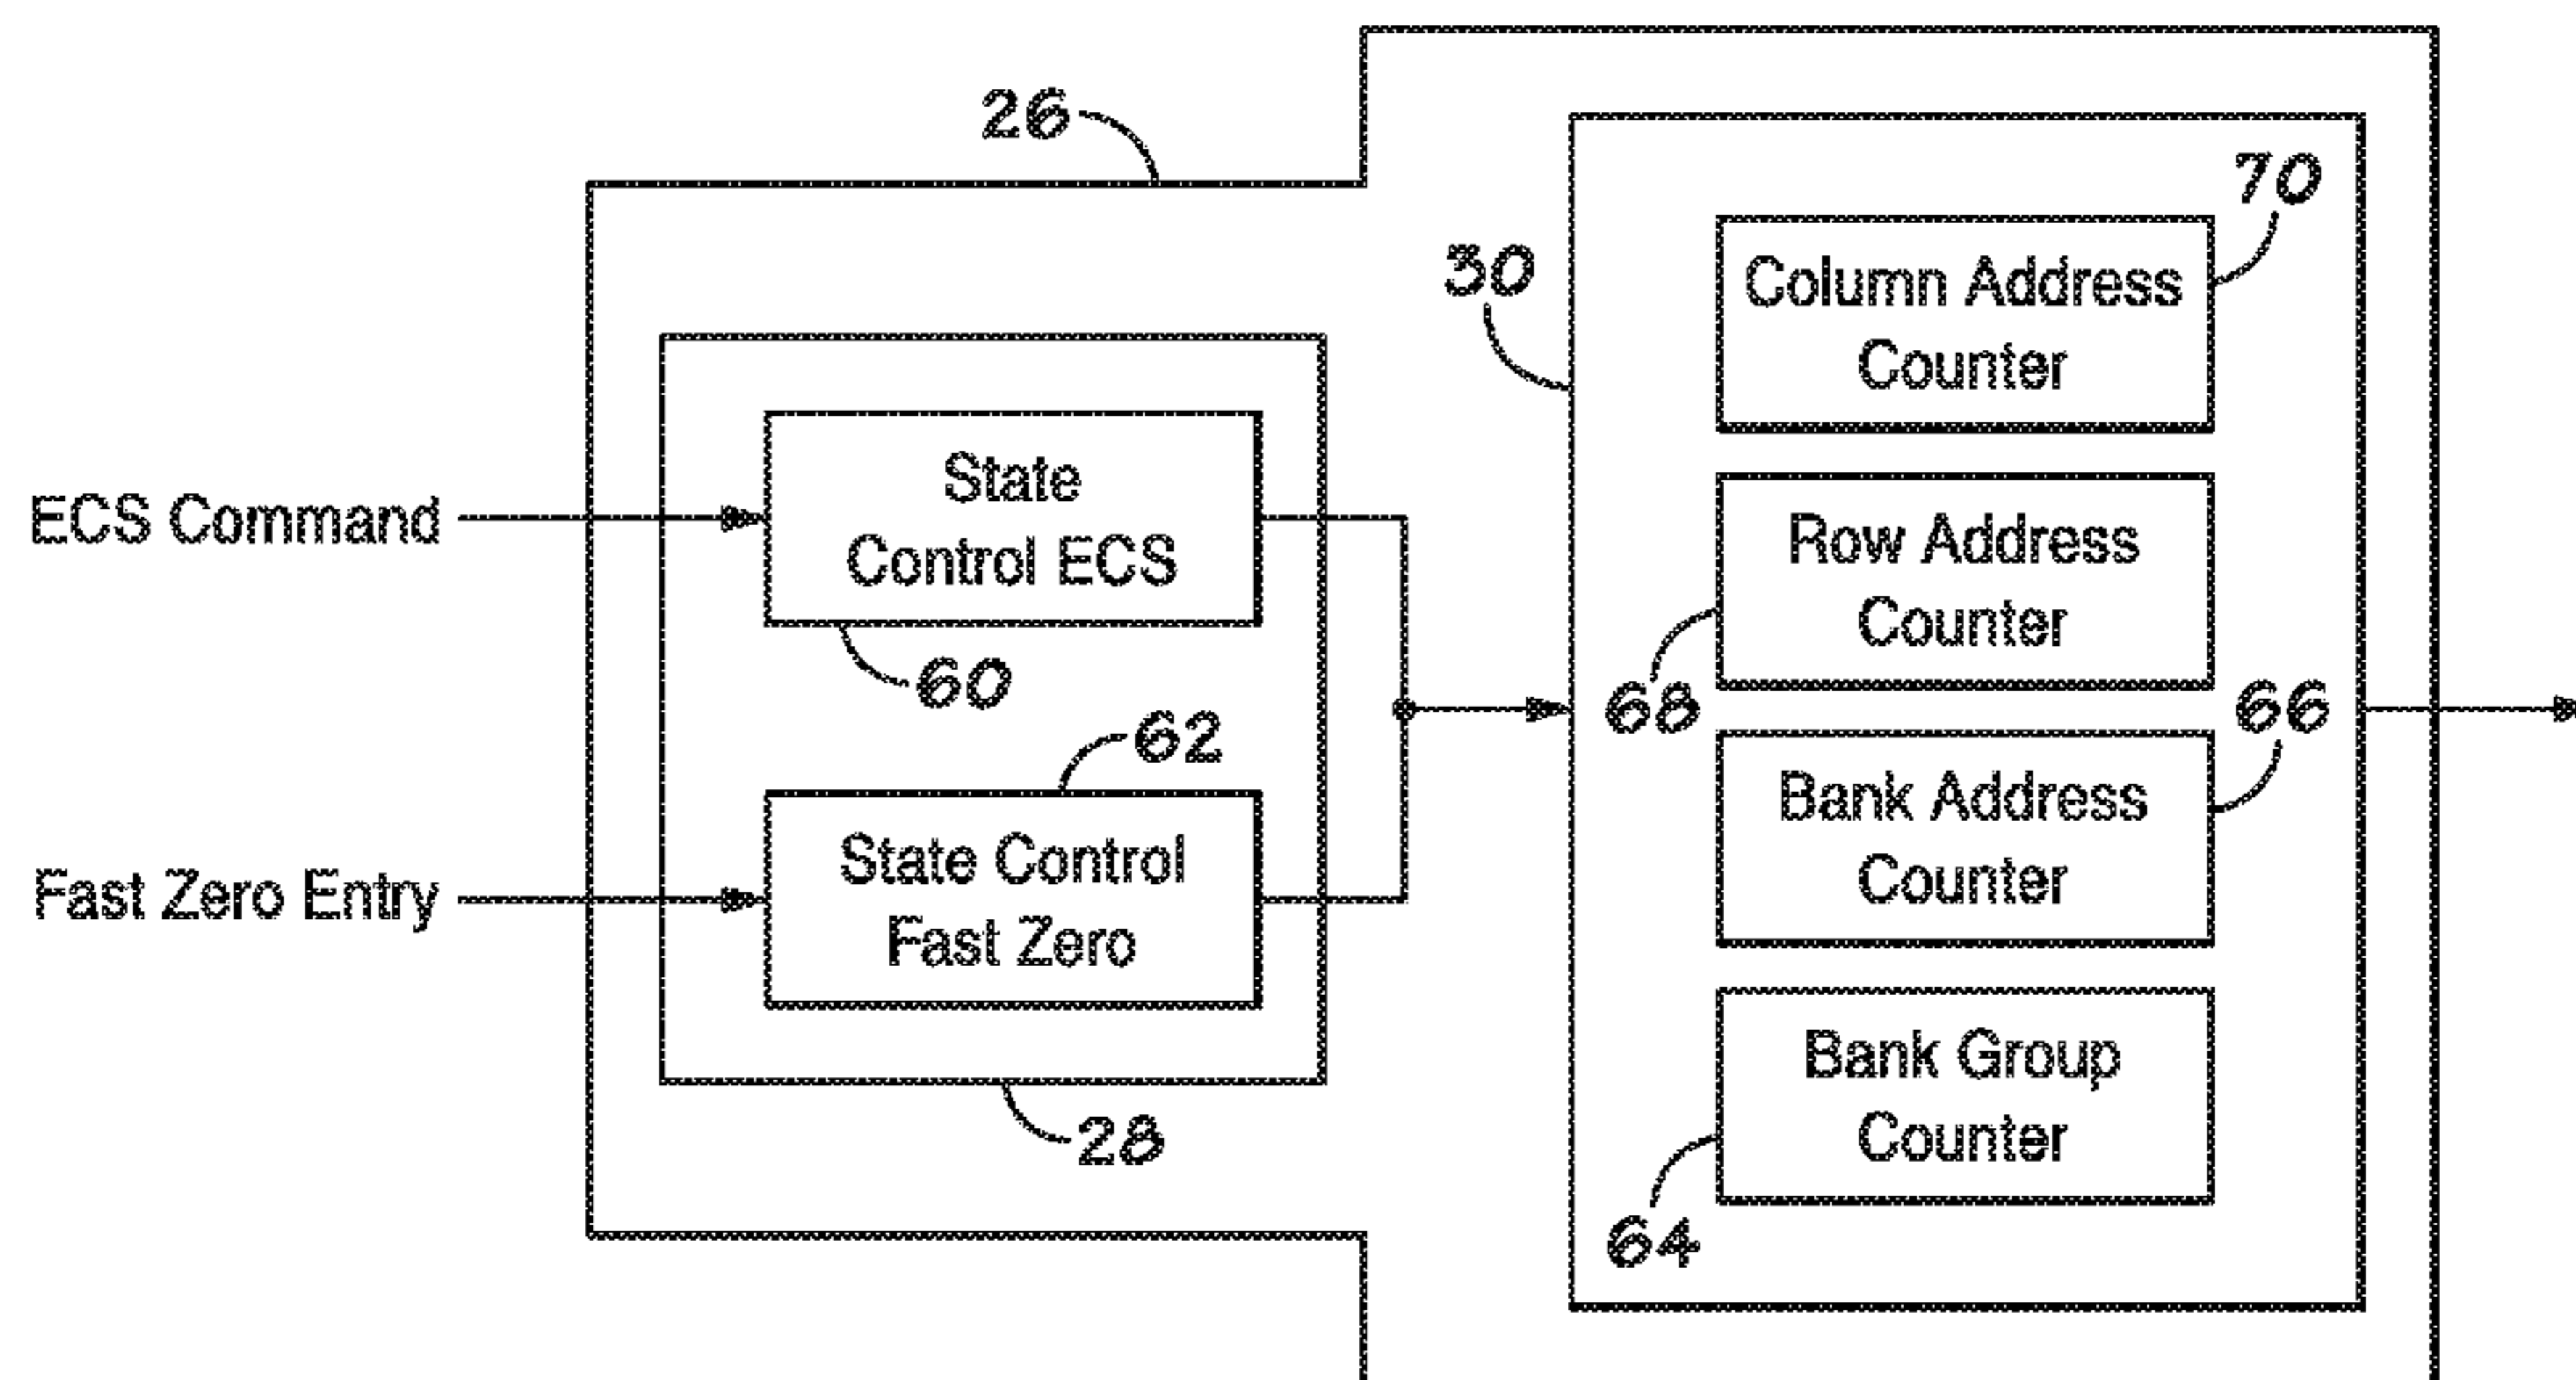 26
70
Column Address
Counter
30
ECS Command
State
Control ECS
60
Row Address
Counter
68
62
66
Fast Zero Entry
State Control
Fast Zero
Bank Address
Counter
28
Bank Group
Counter
64